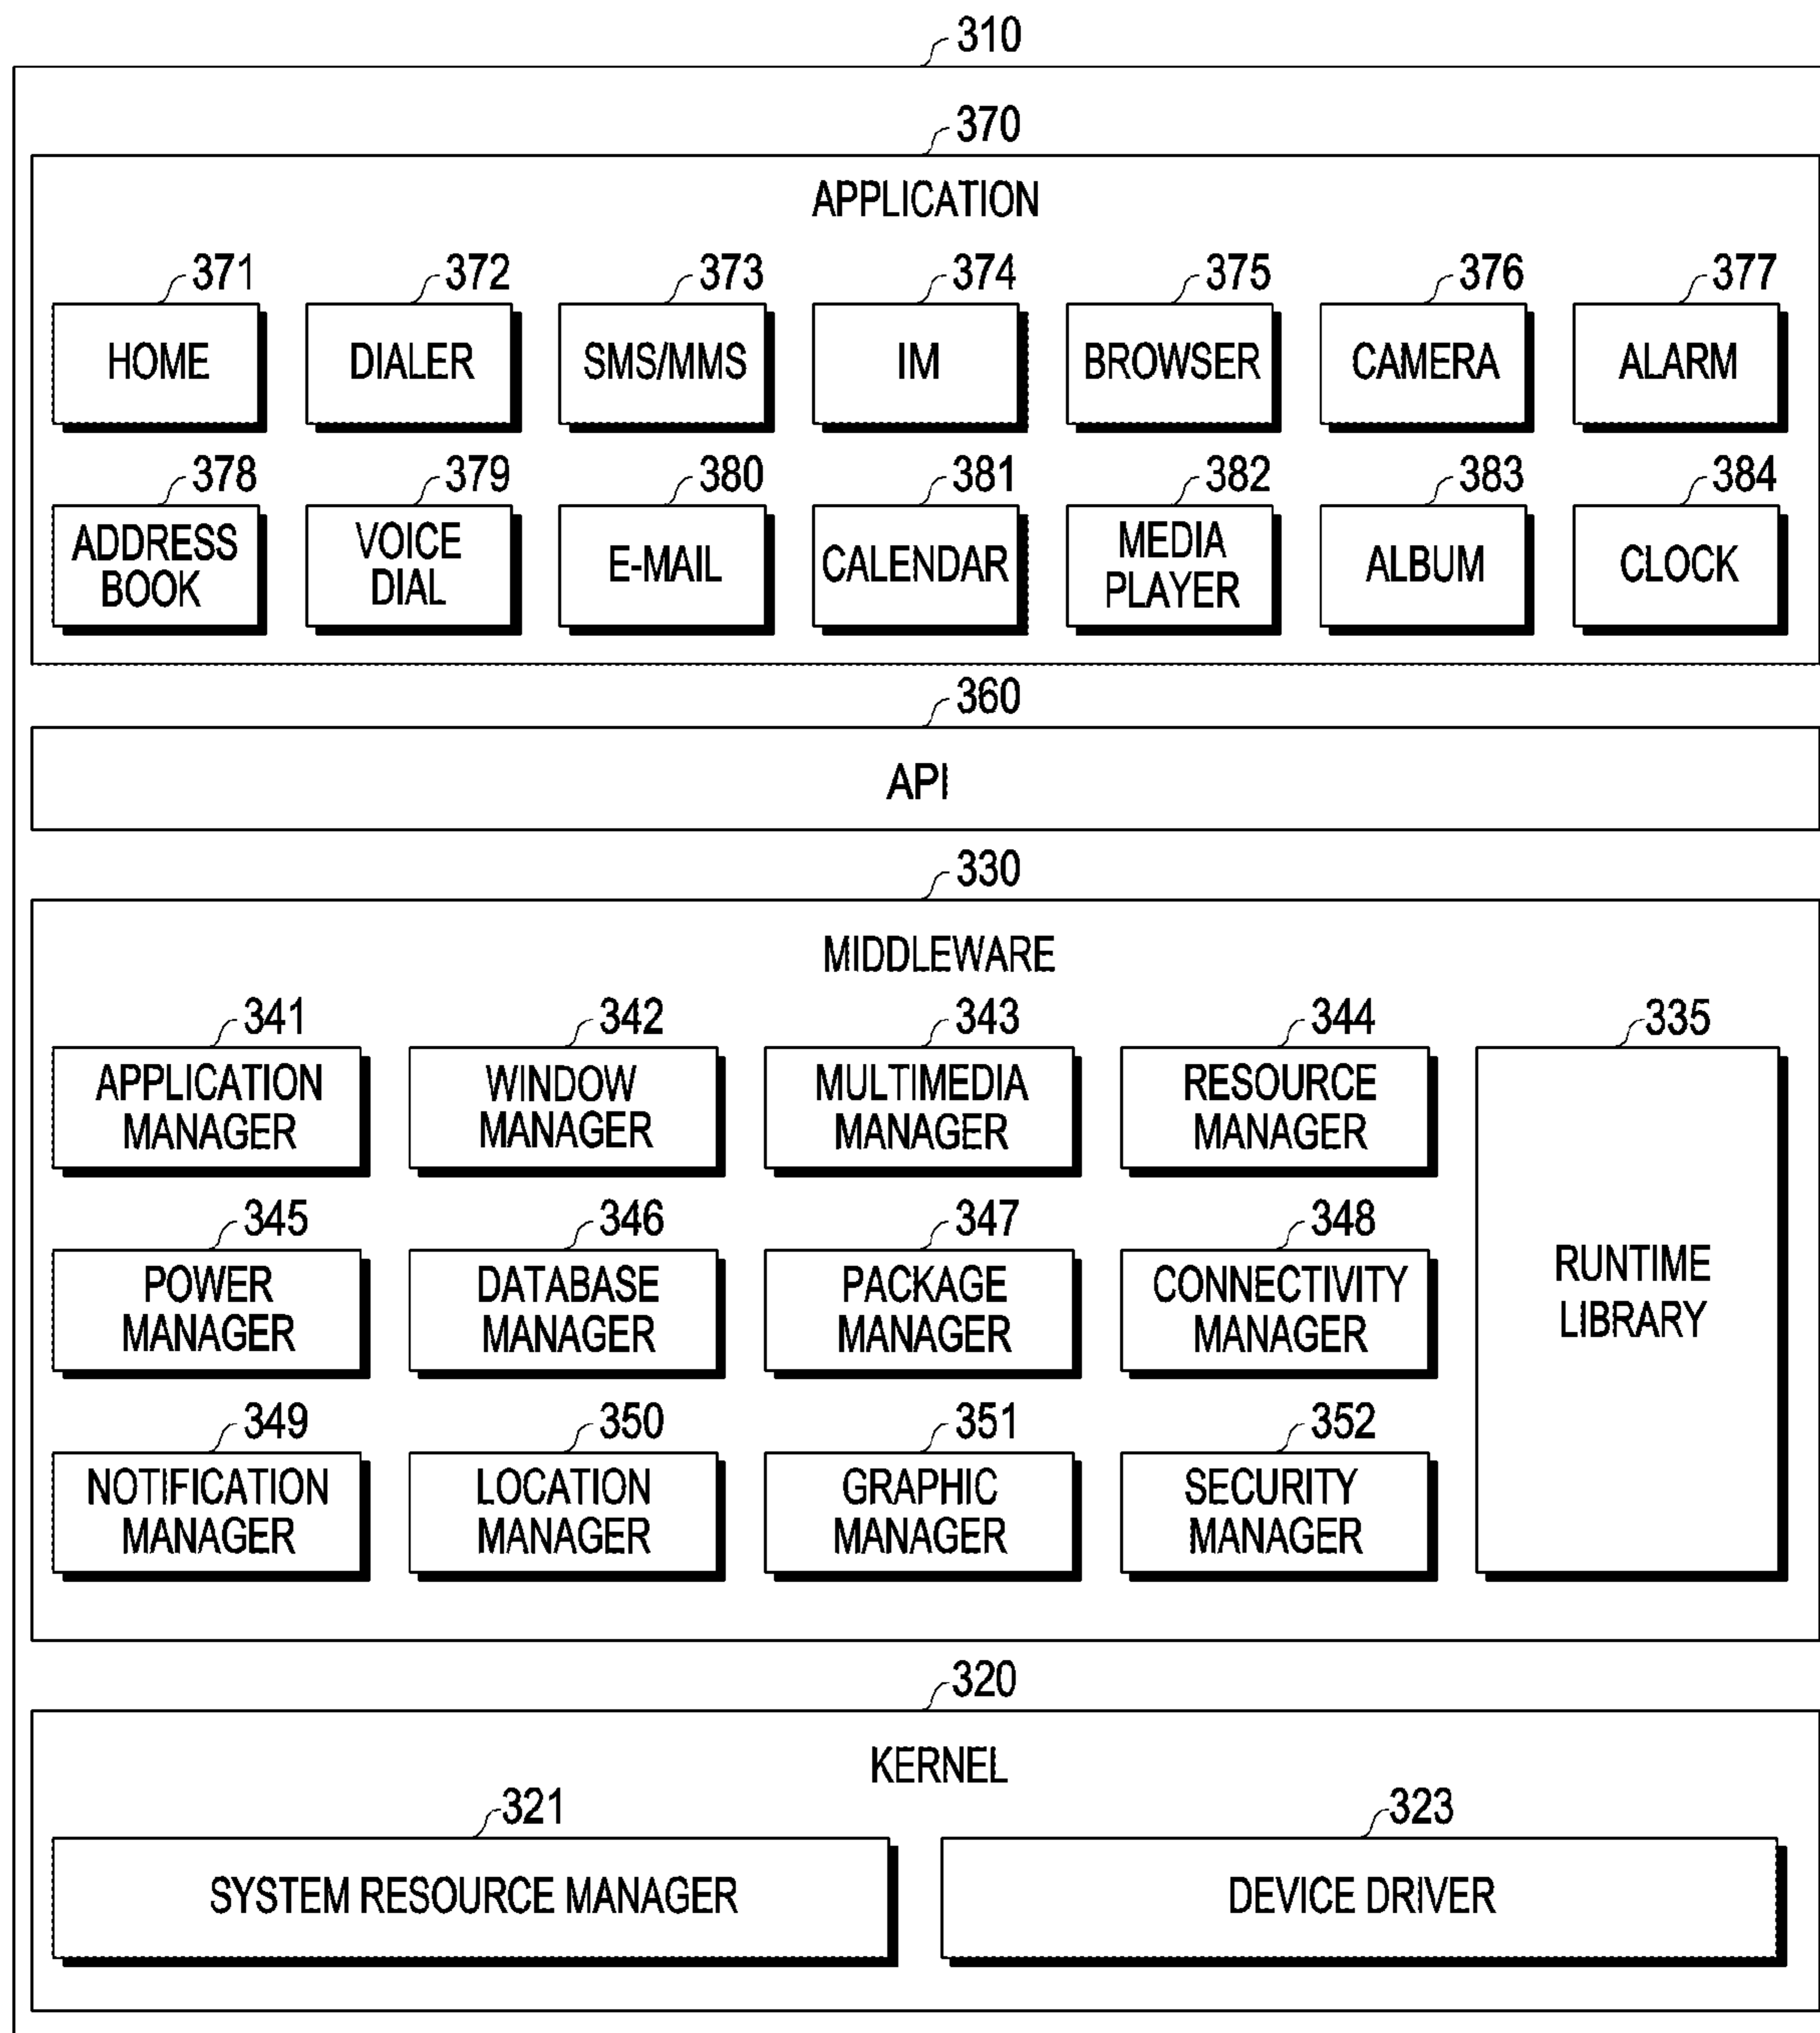 310
370
APPLICATION
371 372 373 374 375 376 377
HOME DIALER SMS/MMS IM BROWSER CAMERA ALARM
378 379 380 381 382 383 384
ADDRESS BOOK VOICE DIAL E-MAIL CALENDAR MEDIA PLAYER ALBUM CLOCK
360
API
330
MIDDLEWARE
341 342 343 344 335
APPLICATION MANAGER WINDOW MANAGER MULTIMEDIA MANAGER RESOURCE MANAGER
345 346 347 348
POWER MANAGER DATABASE MANAGER PACKAGE MANAGER CONNECTIVITY MANAGER RUNTIME LIBRARY
349 350 351 352
NOTIFICATION MANAGER LOCATION MANAGER GRAPHIC MANAGER SECURITY MANAGER
320
KERNEL
321 323
SYSTEM RESOURCE MANAGER DEVICE DRIVER